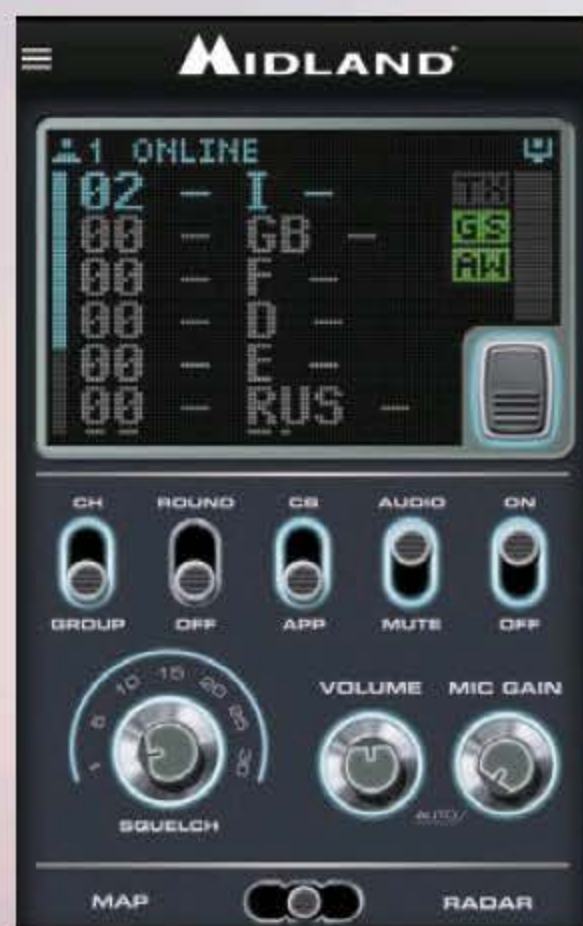 MIDLAND
1 ONLINE
02 - I -
TX
00 - GB -
GS
00 - F -
AW
00 - D -
00 - E -
00 - RUS -
CH ROUND CB AUDIO ON
GROUP OFF APP MUTE OFF
1 5 10 15 20 25 30
VOLUME MIC GAIN
AUTO/
SQUELCH
MAP RADAR